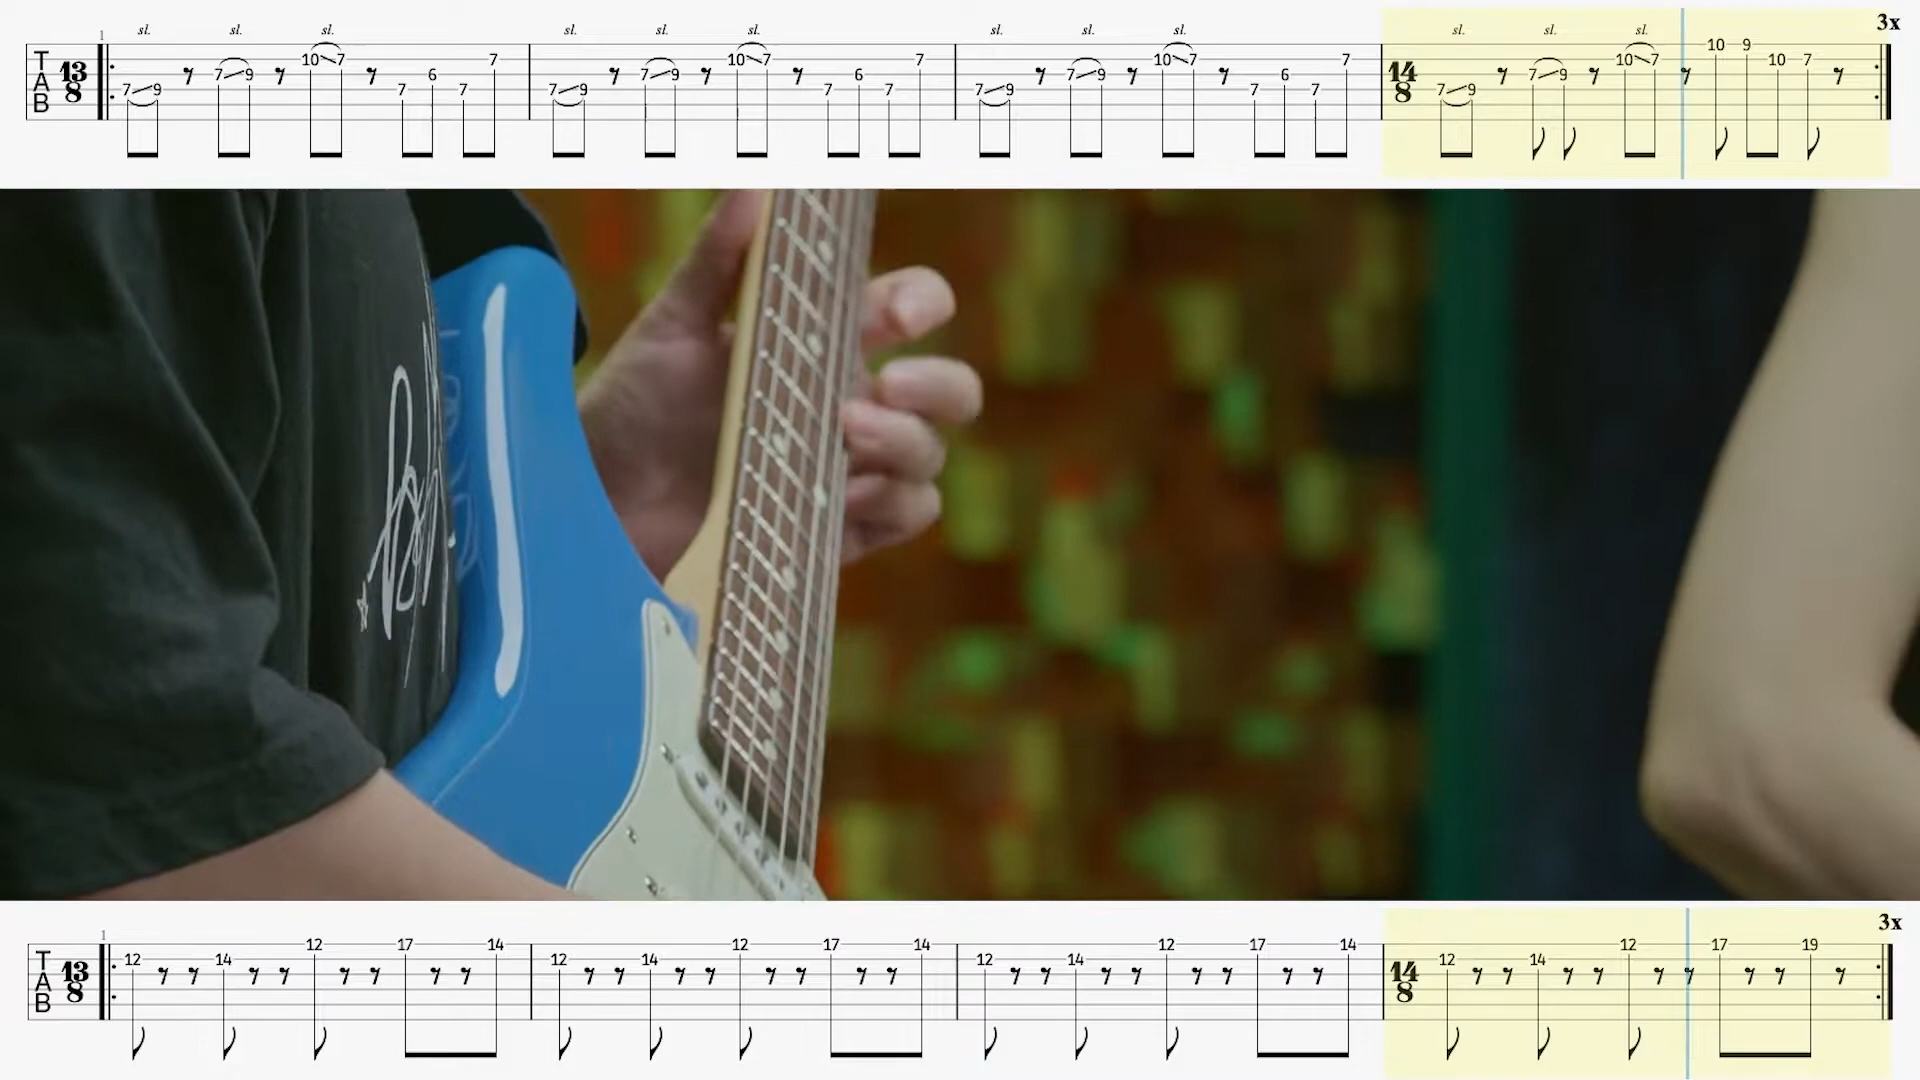 sl. sl. sl. sl. sl. sl. sl. sl. sl. sl. sl. sl. 3x
1
T A B 13 8 7 9 7 9 10 7 7 6 7 7 7 9 7 9 10 7 7 6 7 7 7 9 7 9 10 7 7 6 7 7 14 8 7 9 7 9 10 7 10 9 10 7
3x
1
T A B 13 8 12 14 12 17 14 12 14 12 17 14 12 14 12 17 14 14 8 12 14 12 17 19